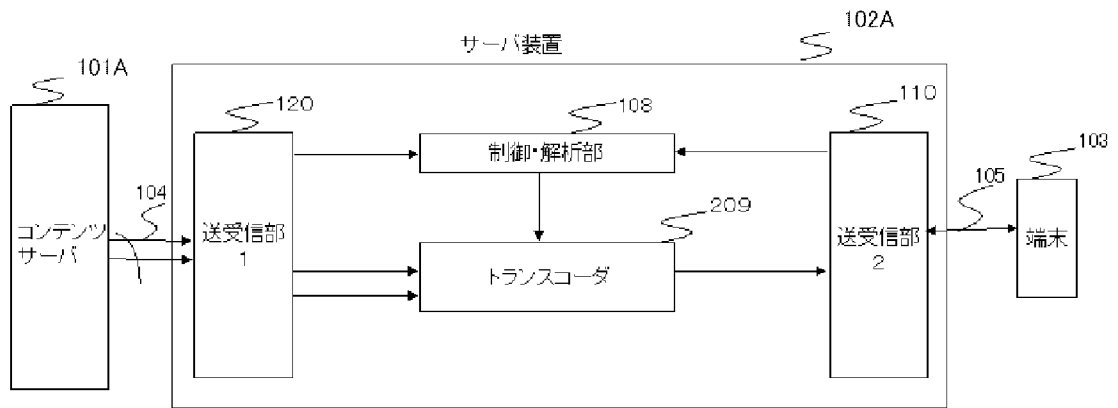 102A
サーバ装置
101A
120
108
110
制御・解析部
103
104
105
209
コンテンツ
サーバ
送受信部
1
トランスコーダ
送受信部
2
端末